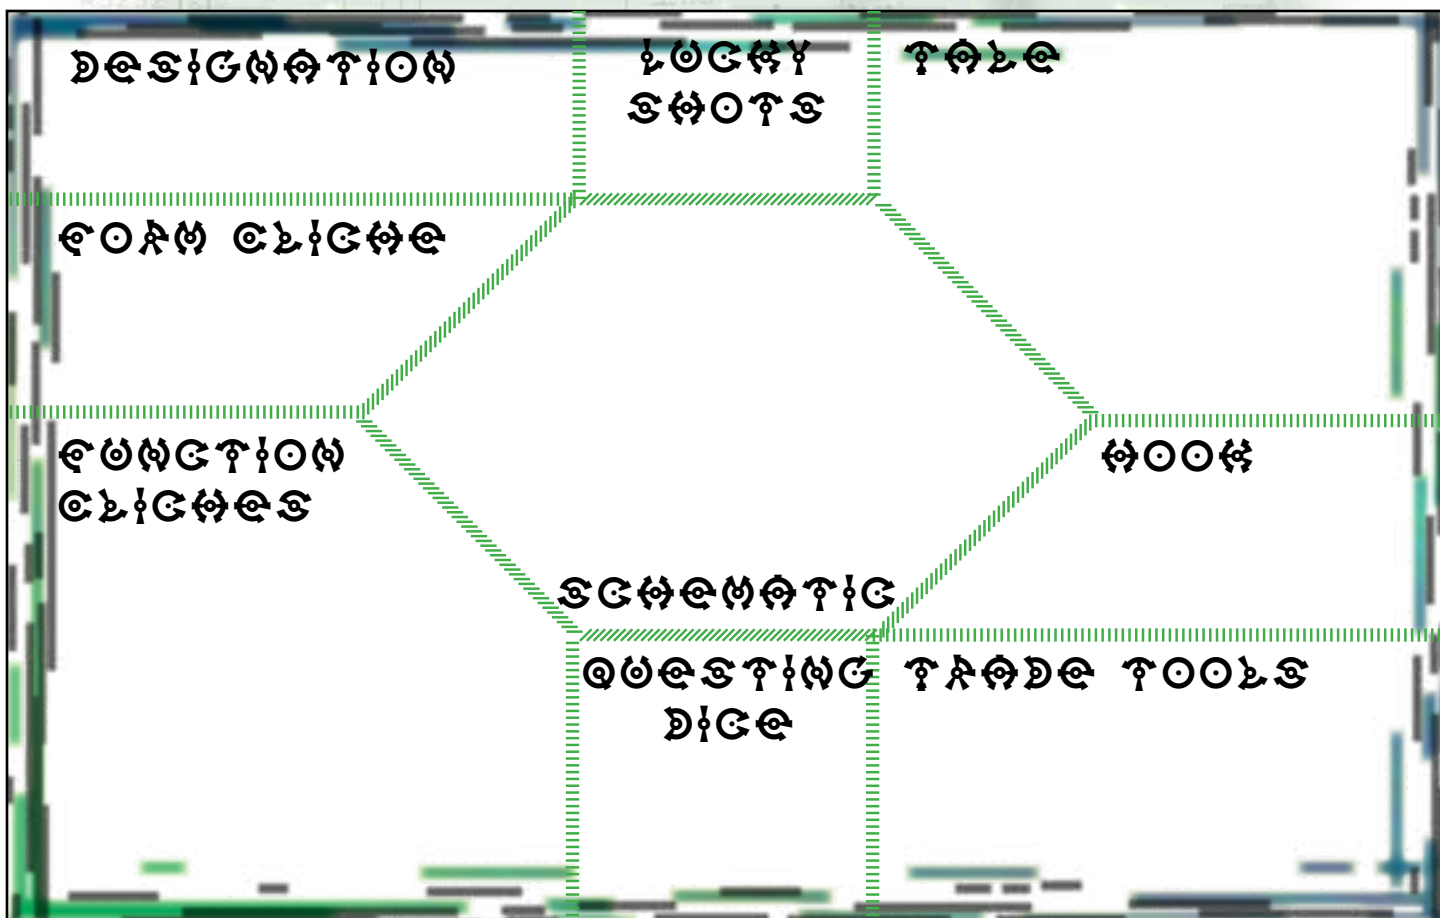 DESIGNATION
LUCKY
SHOTS
TALE
FORM CLICHE
FUNCTION
CLICHES
HOOK
SCHEMATIC
QUESTING
DICE
TRADE TOOLS